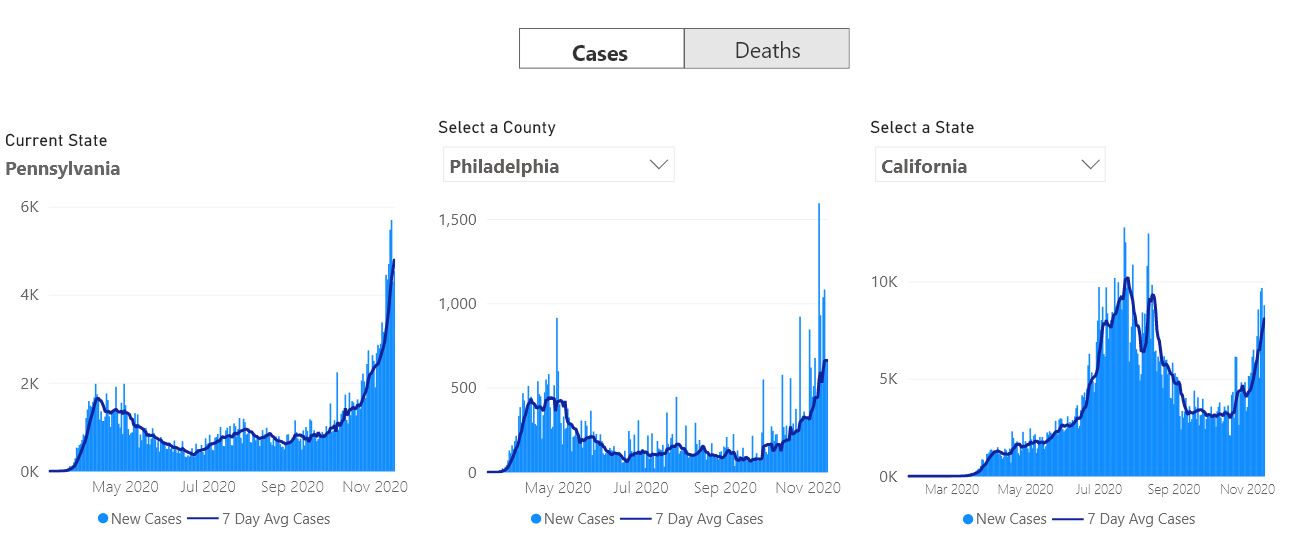 Cases Deaths
Current State
Pennsylvania
6K
4K
2K
0K
May 2020 Jul 2020 Sep 2020 Nov 2020
New Cases 7 Day Avg Cases
Select a County
Philadelphia
1,500
1,000
500
0
May 2020 Jul 2020 Sep 2020 Nov 2020
New Cases 7 Day Avg Cases
Select a State
California
10K
5K
0K
Mar 2020 May 2020 Jul 2020 Sep 2020 Nov 2020
New Cases 7 Day Avg Cases